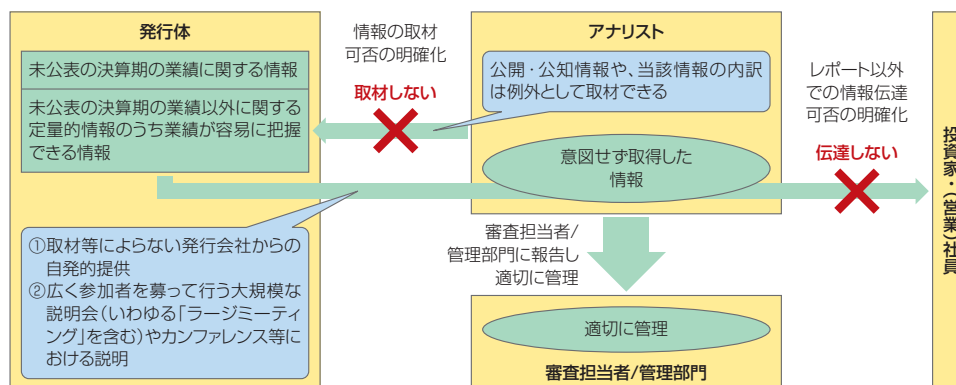 発行体
未公表の決算期の業績に関する情報
未公表の決算期の業績以外に関する
定量的情報のうち業績が容易に把握
できる情報
情報の取材
可否の明確化
取材しない
アナリスト
公開・公知情報や、当該情報の内訳
は例外として取材できる
意図せず取得した
情報
レポート以外
での情報伝達
可否の明確化
伝達しない
投資家・(営業)社員
①取材等によらない発行会社からの
自発的提供
②広く参加者を募って行う大規模な
説明会(いわゆる「ラージミーティ
ング」を含む)やカンファレンス等に
おける説明
審査担当者/
管理部門に報告し
適切に管理
適切に管理
審査担当者/管理部門